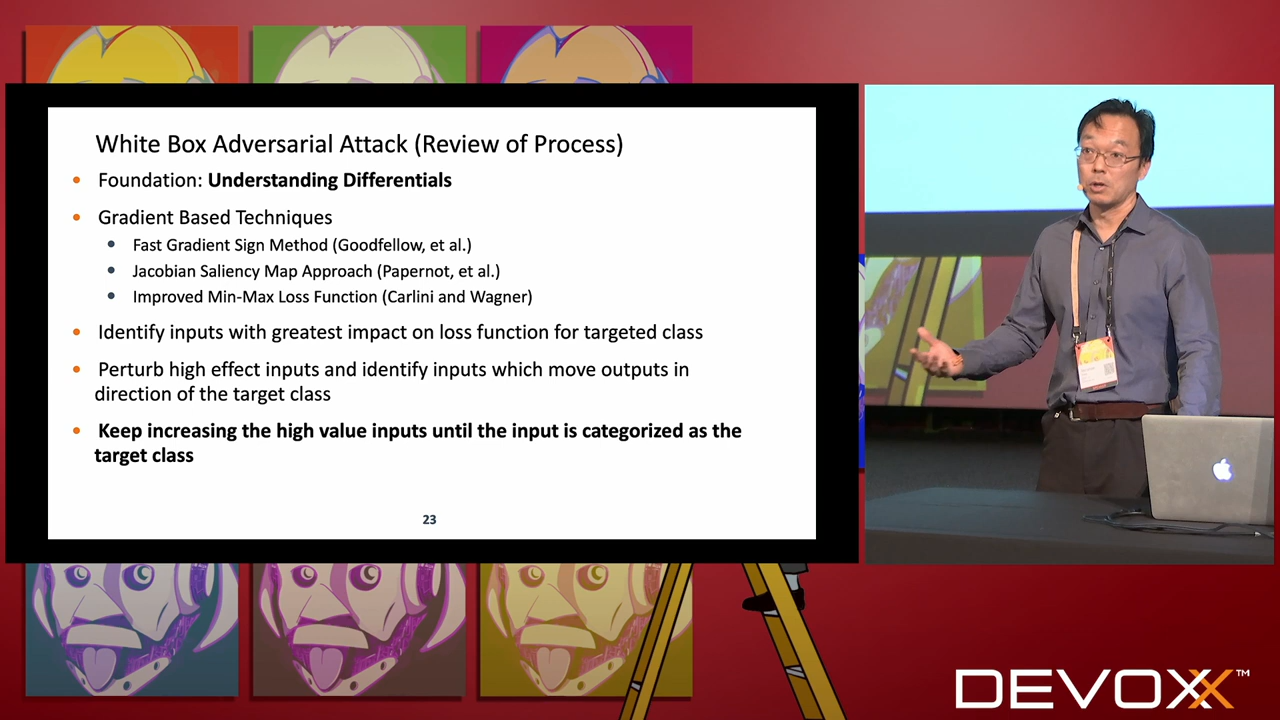 White Box Adversarial Attack (Review of Process)
• Foundation: Understanding Differentials
• Gradient Based Techniques
• Fast Gradient Sign Method (Goodfellow, et al.)
• Jacobian Saliency Map Approach (Papernot, et al.)
• Improved Min-Max Loss Function (Carlini and Wagner)
• Identify inputs with greatest impact on loss function for targeted class
• Perturb high effect inputs and identify inputs which move outputs in
direction of the target class
• Keep increasing the high value inputs until the input is categorized as the
target class
23
DEVOXX™